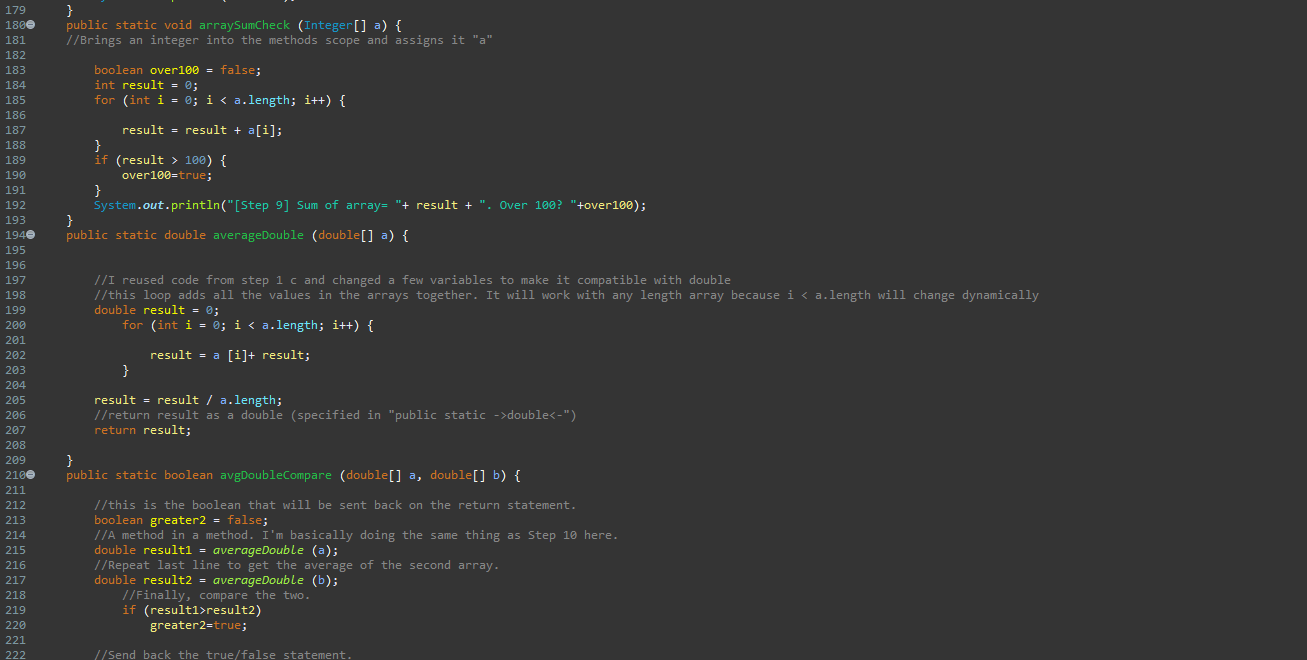 179 }
180 public static void arraySumCheck (Integer[] a) {
181 //Brings an integer into the methods scope and assigns it "a"
182
183 boolean over100 = false;
184 int result = 0;
185 for (int i = 0; i < a.length; i++) {
186
187 result = result + a[i];
188 }
189 if (result > 100) {
190 over100=true;
191 }
192 System.out.println("[Step 9] Sum of array= "+ result + ". Over 100? "+over100);
193 }
194 public static double averageDouble (double[] a) {
195
196
197 //I reused code from step 1 c and changed a few variables to make it compatible with double
198 //this loop adds all the values in the arrays together. It will work with any length array because i < a.length will change dynamically
199 double result = 0;
200 for (int i = 0; i < a.length; i++) {
201
202 result = a [i]+ result;
203 }
204
205 result = result / a.length;
206 //return result as a double (specified in "public static ->double<-")
207 return result;
208
209 }
210 public static boolean avgDoubleCompare (double[] a, double[] b) {
211
212 //this is the boolean that will be sent back on the return statement.
213 boolean greater2 = false;
214 //A method in a method. I'm basically doing the same thing as Step 10 here.
215 double result1 = averageDouble (a);
216 //Repeat last line to get the average of the second array.
217 double result2 = averageDouble (b);
218 //Finally, compare the two.
219 if (result1>result2)
220 greater2=true;
221
222 //Send back the true/false statement.